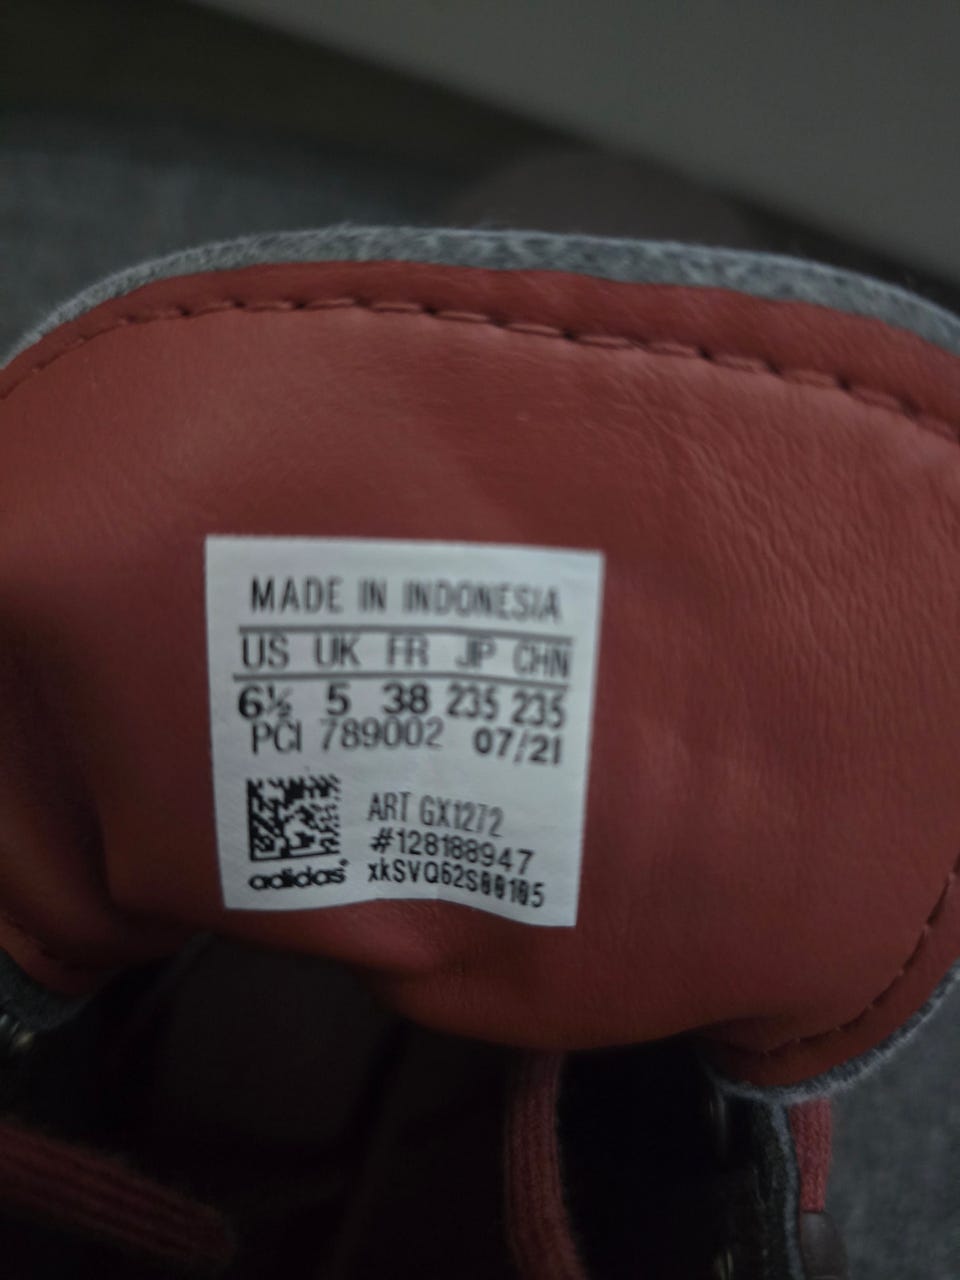 MADE IN INDONESIA
US UK FR JP CHN
6½ 5 38 235 235
PCI 789002 07/21
ART GX1272
#128188947
adidas® xkSVQ62S00105